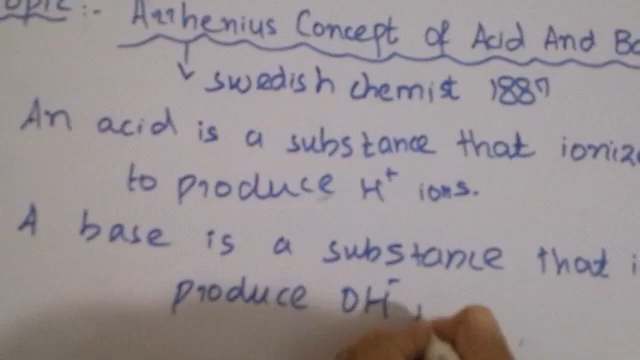 Topic :- Arrhenius Concept of Acid And Ba
Swedish chemist 1887
An acid is a substance that ioniz
to produce H⁺ ions.
A base is a substance that i
produce OH⁻